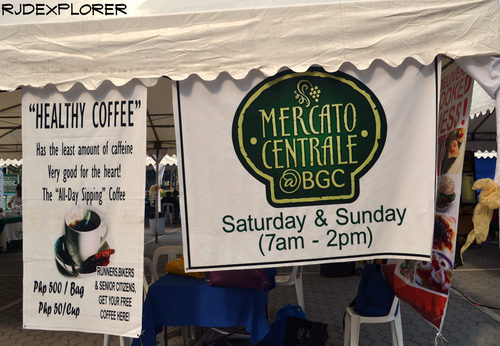 RJDEXPLORER
"HEALTHY COFFEE"
Has the least amount of caffeine
Very good for the heart!
The "All-Day Sipping" Coffee
Php 500 / Bag
Php 50/Cup
RUNNERS, BIKERS
& SENIOR CITIZENS,
GET YOUR FREE
COFFEE HERE!
MERCATO
CENTRALE
@BGC
Saturday & Sunday
(7am - 2pm)